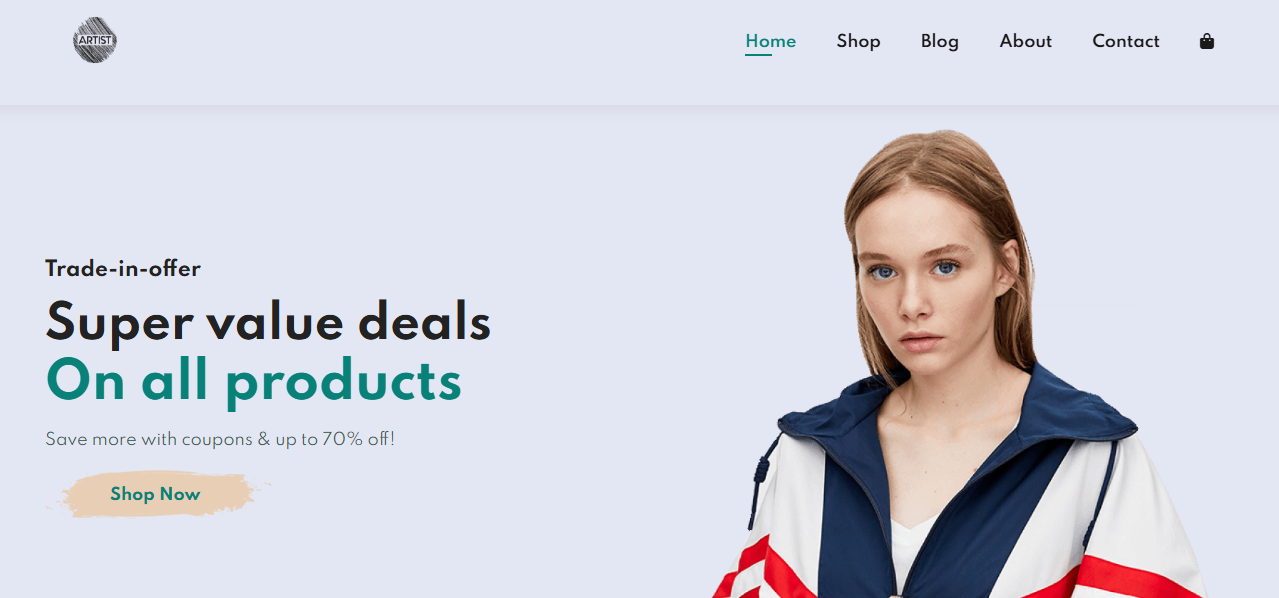 ARTIST
Home Shop Blog About Contact
Trade-in-offer
Super value deals
On all products
Save more with coupons & up to 70% off!
Shop Now